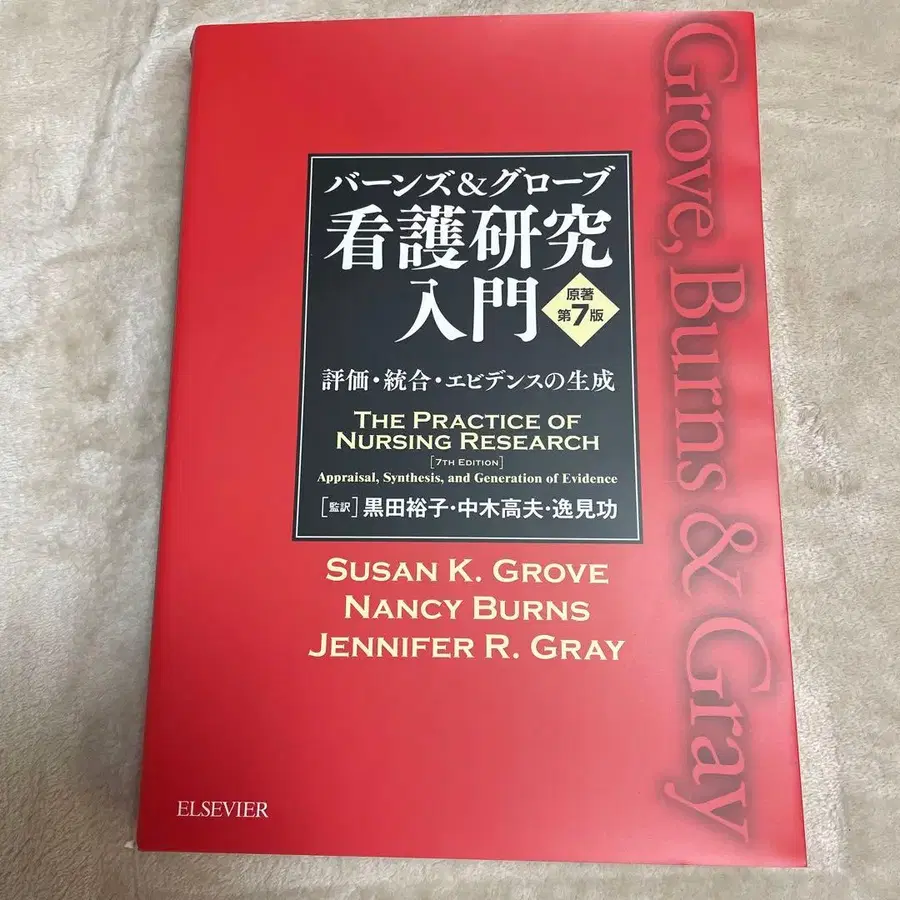 バーンズ&グローブ
看護研究
入門
原著
第7版
評価・統合・エビデンスの生成
THE PRACTICE OF
NURSING RESEARCH
[7TH EDITION]
Appraisal, Synthesis, and Generation of Evidence
[監訳]黒田裕子・中木高夫・逸見功
SUSAN K. GROVE
NANCY BURNS
JENNIFER R. GRAY
ELSEVIER
Grove, Burns & Gray